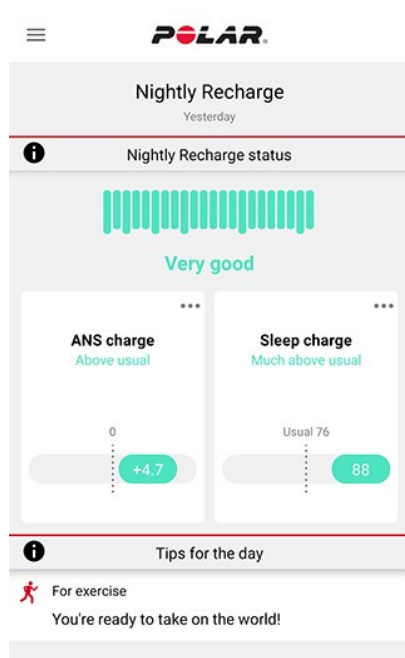 POLAR.
Nightly Recharge
Yesterday
Nightly Recharge status
Very good
ANS charge
Above usual
0
+4.7
Sleep charge
Much above usual
Usual 76
88
Tips for the day
For exercise
You're ready to take on the world!